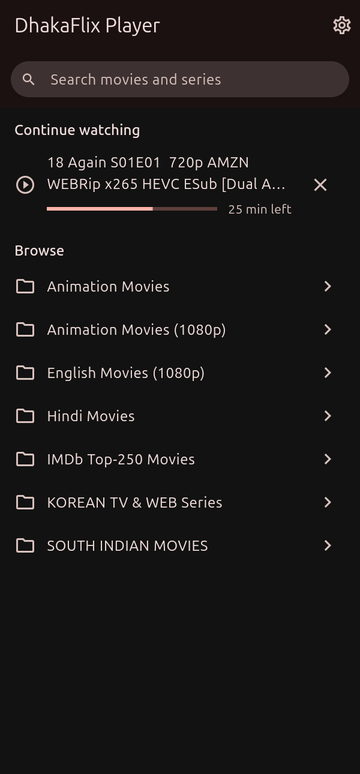 DhakaFlix Player
Search movies and series
Continue watching
18 Again S01E01  720p AMZN
WEBRip x265 HEVC ESub [Dual A...
25 min left
Browse
Animation Movies
Animation Movies (1080p)
English Movies (1080p)
Hindi Movies
IMDb Top-250 Movies
KOREAN TV & WEB Series
SOUTH INDIAN MOVIES